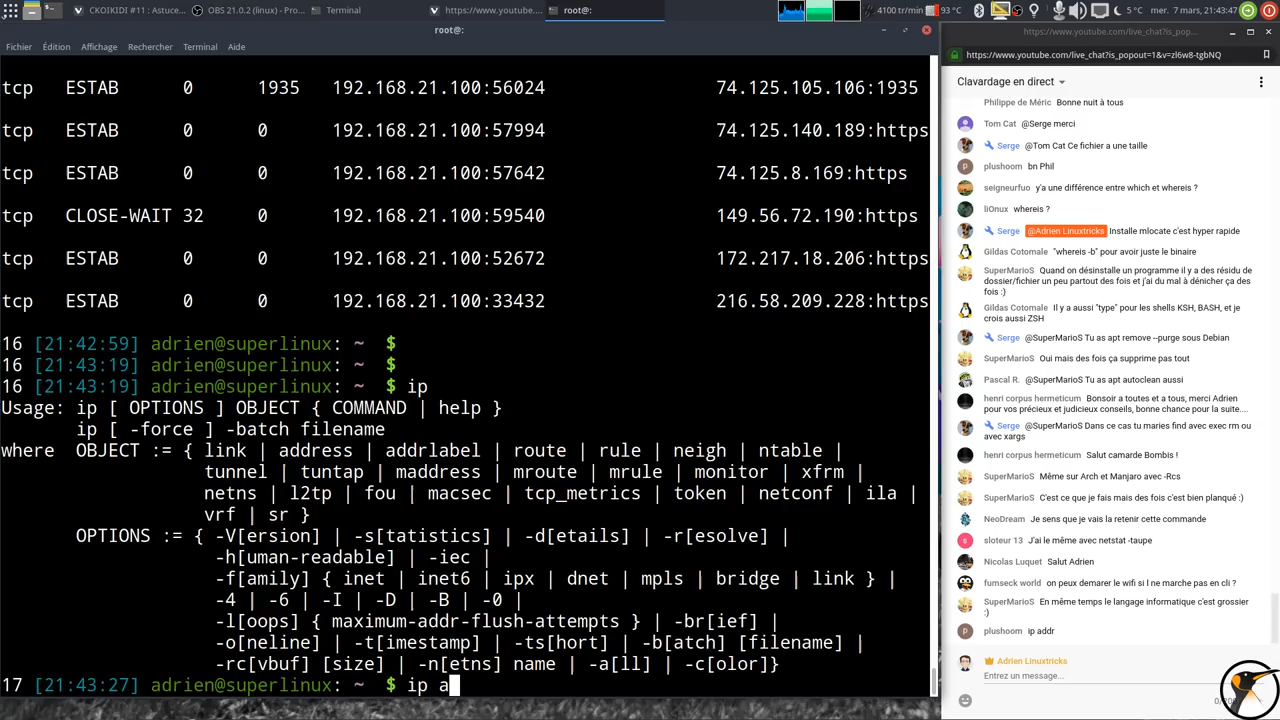 CKOIKIDI #11 : Astuce...
OBS 21.0.2 (linux) - Pro...
Terminal
https://www.youtube....
root@:
4100 tr/min
93 °C
5 °C
mer. 7 mars, 21:43:47
root@:
Fichier Édition Affichage Rechercher Terminal Aide
tcp ESTAB 0 1355 192.168.21.100:56024 74.125.105.106:1935
tcp ESTAB 0 0 192.168.21.100:57994 74.125.140.189:https
tcp ESTAB 0 0 192.168.21.100:57642 74.125.8.169:https
tcp CLOSE-WAIT 32 0 192.168.21.100:59540 149.56.72.190:https
tcp ESTAB 0 0 192.168.21.100:52672 172.217.18.206:https
tcp ESTAB 0 0 192.168.21.100:33432 216.58.209.228:https
16 [21:42:59] adrien@superlinux: ~ $
16 [21:43:19] adrien@superlinux: ~ $
16 [21:43:19] adrien@superlinux: ~ $ ip
Usage: ip [ OPTIONS ] OBJECT { COMMAND | help }
ip [ -force ] -batch filename
where OBJECT := { link | address | addrlabel | route | rule | neigh | ntable |
tunnel | tuntap | maddress | mroute | mrule | monitor | xfrm |
netns | l2tp | fou | macsec | tcp_metrics | token | netconf | ila |
vrf | sr }
OPTIONS := { -V[ersion] | -s[tatistics] | -d[etails] | -r[esolve] |
-h[uman-readable] | -iec |
-f[amily] { inet | inet6 | ipx | dnet | mpls | bridge | link } |
-4 | -6 | -I | -D | -B | -0 |
-l[oops] { maximum-addr-flush-attempts } | -br[ief] |
-o[neline] | -t[imestamp] | -ts[hort] | -b[atch] [filename] |
-rc[vbuf] [size] | -n[etns] name | -a[ll] | -c[olor]}
17 [21:43:27] adrien@superlinux: ~ $ ip a
https://www.youtube.com/live_chat?is_pop...
https://www.youtube.com/live_chat?is_popout=1&v=zl6w8-tgbNQ
Clavardage en direct
Philippe de Méric Bonne nuit à tous
Tom Cat @Serge merci
Serge @Tom Cat Ce fichier a une taille
plushoom bn Phil
seigneurfuo y'a une différence entre which et whereis ?
liOnux whereis ?
Serge @Adrien Linuxtricks Installe mlocate c'est hyper rapide
Gildas Cotomale "whereis -b" pour avoir juste le binaire
SuperMarioS Quand on désinstalle un programme il y a des résidu de
dossier/fichier un peu partout des fois et j'ai du mal à dénicher ça des
fois :)
Gildas Cotomale Il y a aussi "type" pour les shells KSH, BASH, et je
crois aussi ZSH
Serge @SuperMarioS Tu as apt remove --purge sous Debian
SuperMarioS Oui mais des fois ça supprime pas tout
Pascal R. @SuperMarioS Tu as apt autoclean aussi
henri corpus hermeticum Bonsoir a toutes et a tous, merci Adrien
pour vos précieux et judicieux conseils, bonne chance pour la suite....
Serge @SuperMarioS Dans ce cas tu maries find avec exec rm ou
avec xargs
henri corpus hermeticum Salut camarde Bombis !
SuperMarioS Même sur Arch et Manjaro avec -Rcs
SuperMarioS C'est ce que je fais mais des fois c'est bien planqué :)
NeoDream Je sens que je vais la retenir cette commande
sloteur 13 J'ai le même avec netstat -taupe
Nicolas Luquet Salut Adrien
fumseck world on peux demarer le wifi si l ne marche pas en cli ?
SuperMarioS En même temps le langage informatique c'est grossier
:)
plushoom ip addr
Adrien Linuxtricks
Entrez un message...